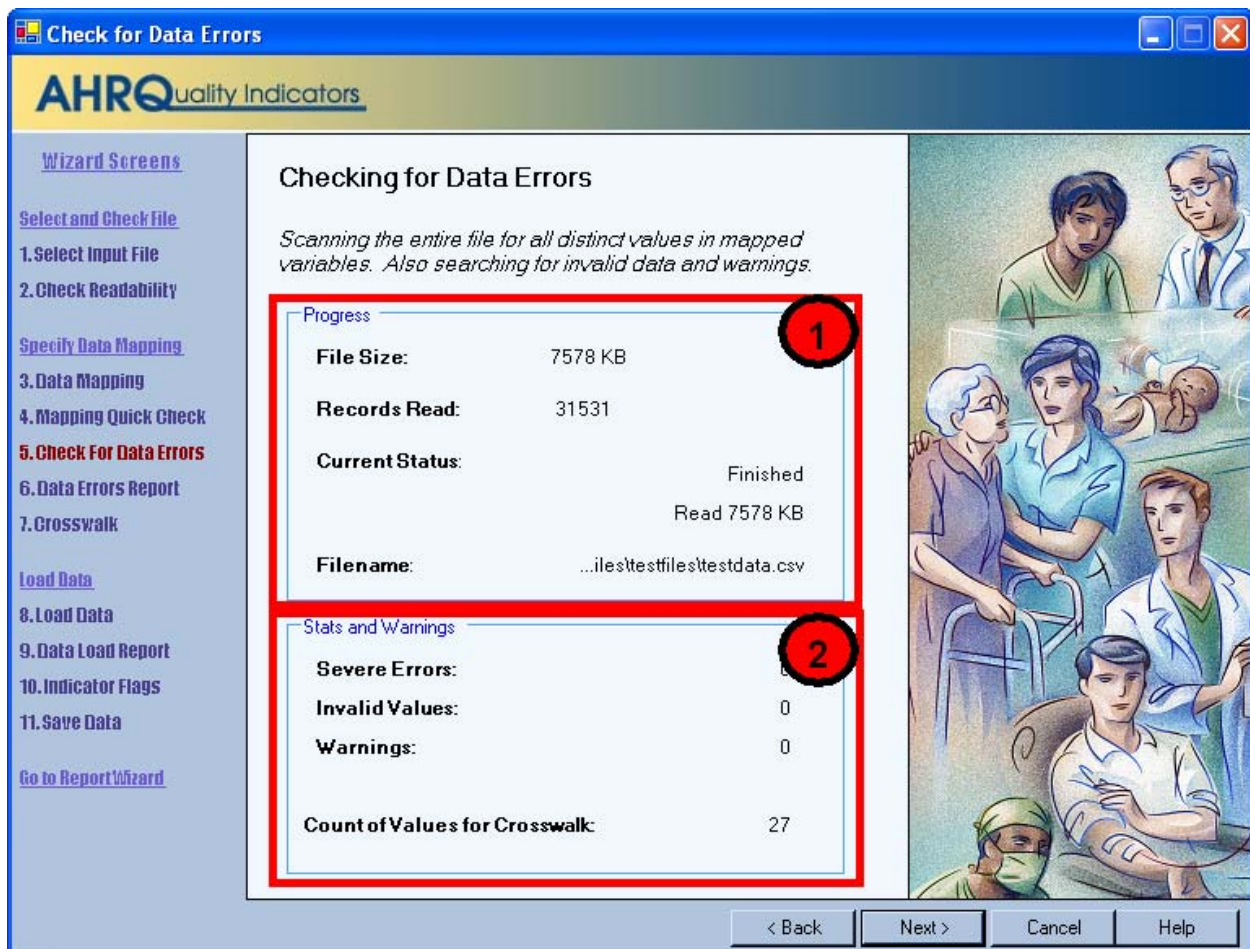 Check for Data Errors
AHRQuality Indicators
Wizard Screens
Select and Check File
1. Select Input File
2. Check Readability
Specify Data Mapping
3. Data Mapping
4. Mapping Quick Check
5. Check For Data Errors
6. Data Errors Report
7. Crosswalk
Load Data
8. Load Data
9. Data Load Report
10. Indicator Flags
11. Save Data
Go to Report Wizard
Checking for Data Errors
Scanning the entire file for all distinct values in mapped
variables. Also searching for invalid data and warnings.
Progress
1
File Size: 7578 KB
Records Read: 31531
Current Status:
Finished
Read 7578 KB
Filename: ...iles\testfiles\testdata.csv
Stats and Warnings
2
Severe Errors:
Invalid Values: 0
Warnings: 0
Count of Values for Crosswalk: 27
< Back
Next >
Cancel
Help